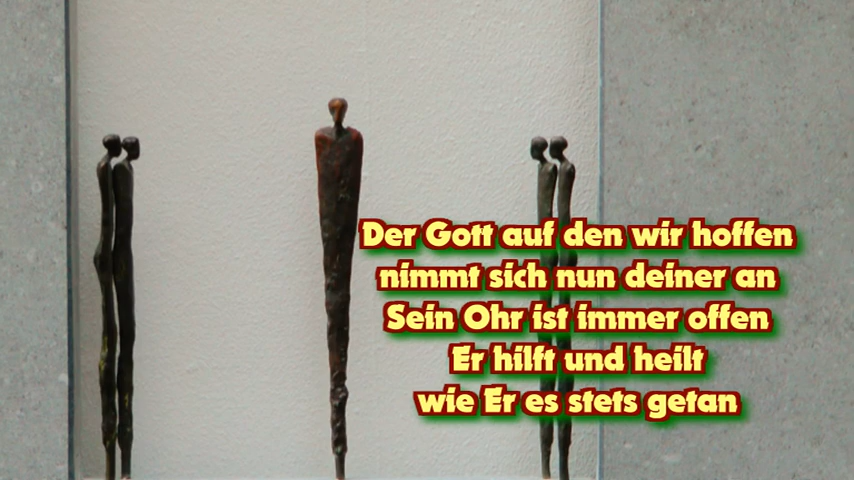 Der Gott auf den wir hoffen
nimmt sich nun deiner an
Sein Ohr ist immer offen
Er hilft und heilt
wie Er es stets getan